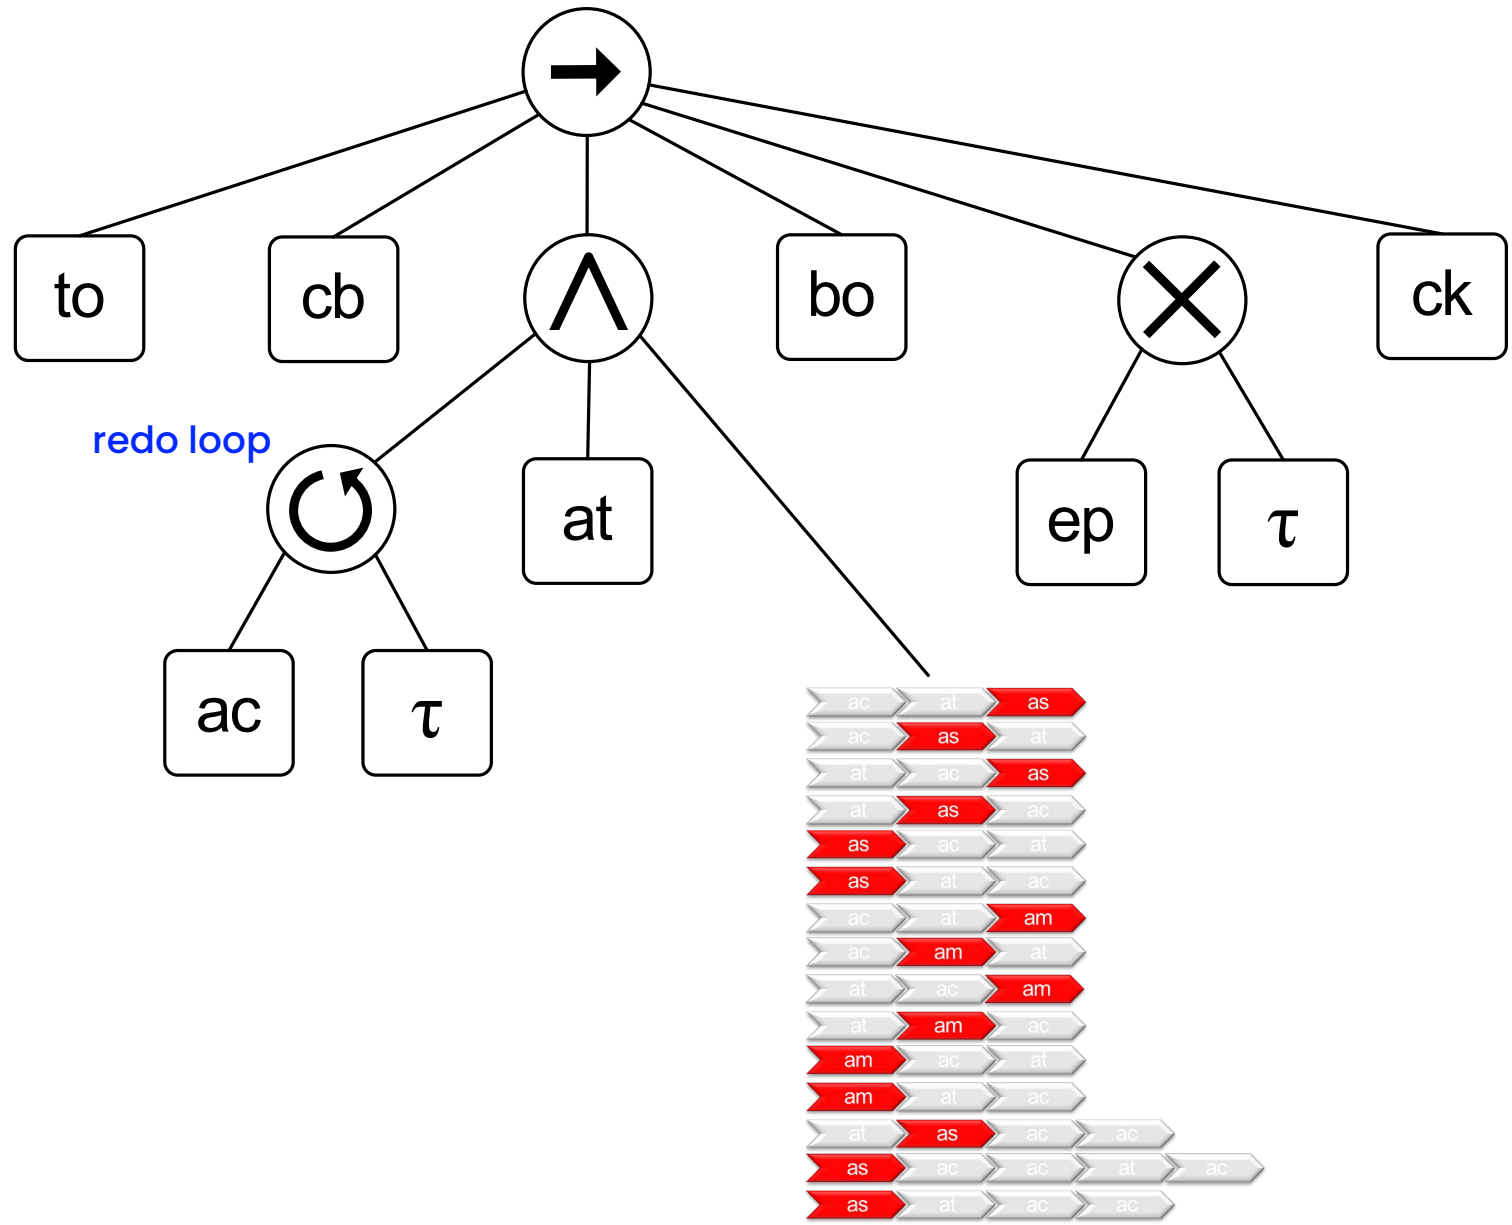 to cb bo ck
redo loop
at ep τ
ac τ
ac at as
ac as at
at ac as
at as ac
as ac at
as at ac
ac at am
ac am at
at ac am
at am ac
am ac at
am at ac
at as ac ac
as ac ac at ac
as at ac ac